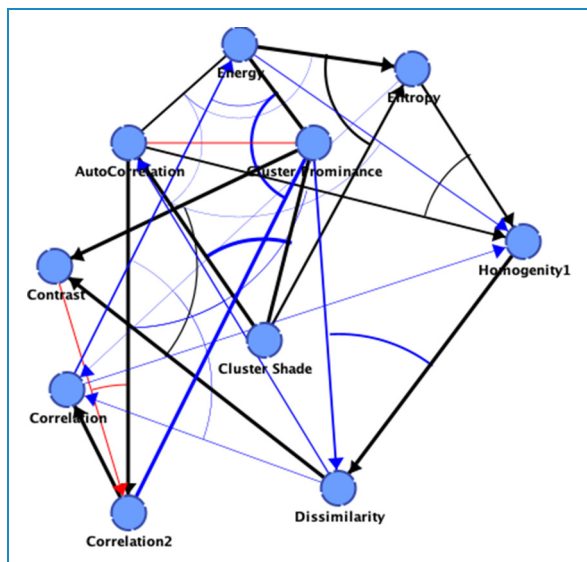 Energy
Entropy
AutoCorrelation
Cluster Prominance
Homogenity1
Contrast
Cluster Shade
Correlation
Dissimilarity
Correlation2